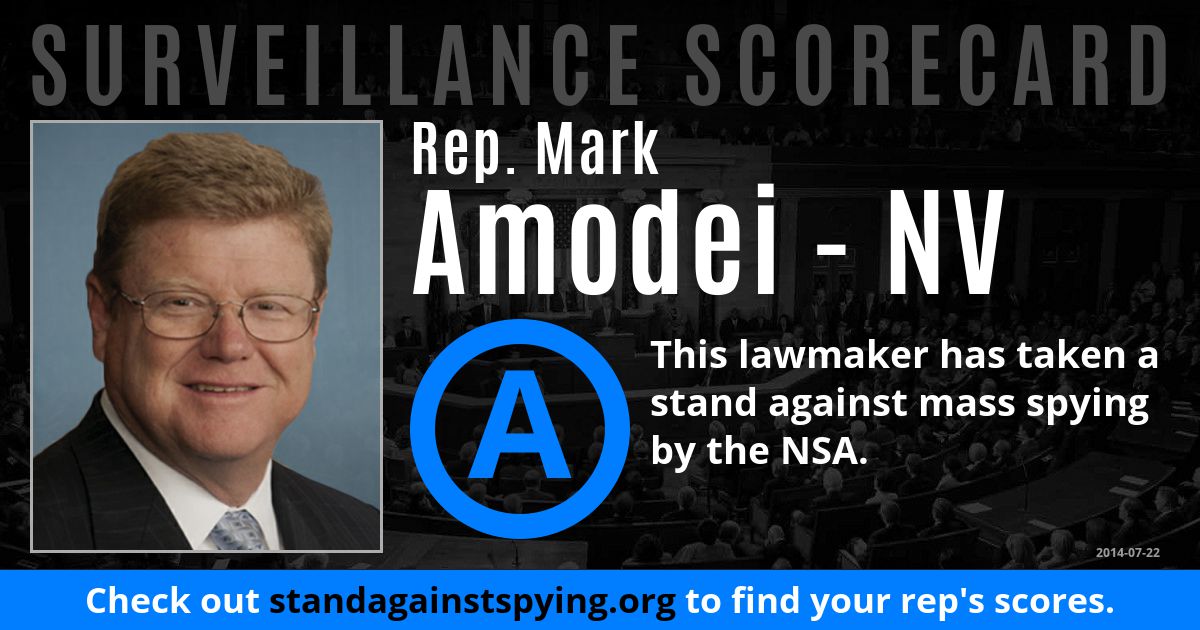 SURVEILLANCE SCORECARD
Rep. Mark
Amodei - NV
A
This lawmaker has taken a
stand against mass spying
by the NSA.
2014-07-22
Check out standagainstspying.org to find your rep's scores.